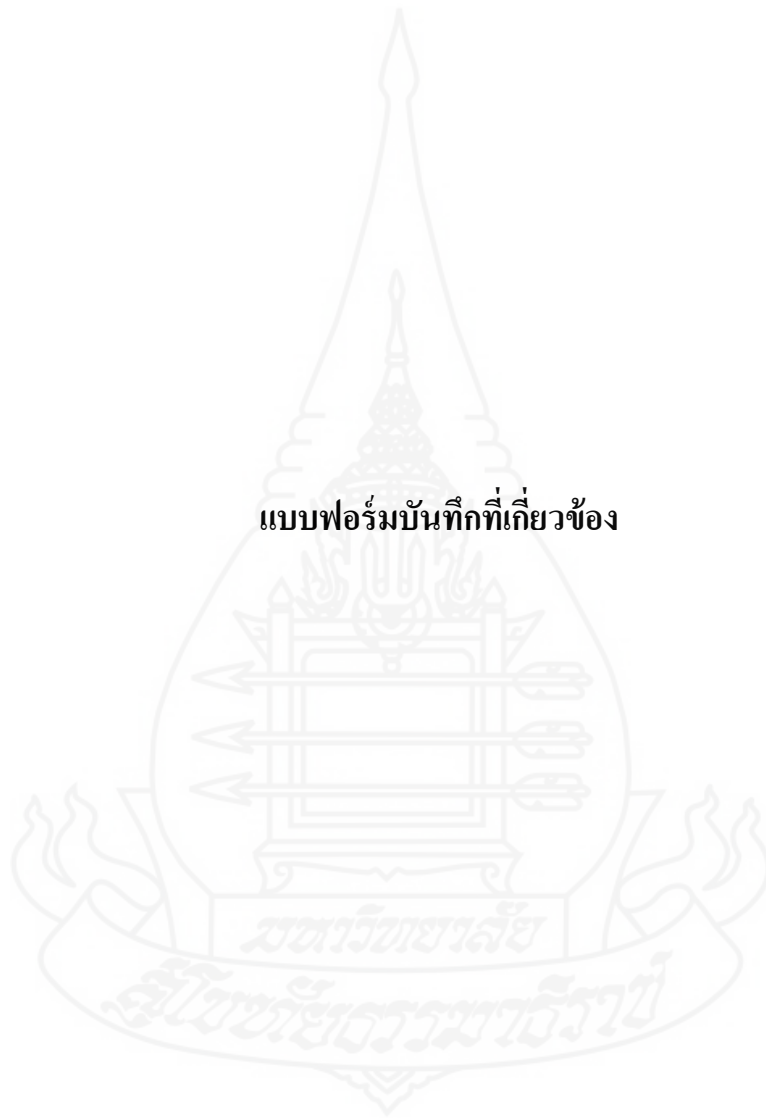 แบบฟอร์มบันทึกที่เกี่ยวข้อง
มหาวิทยาลัย
สุโขทัยธรรมาธิราช